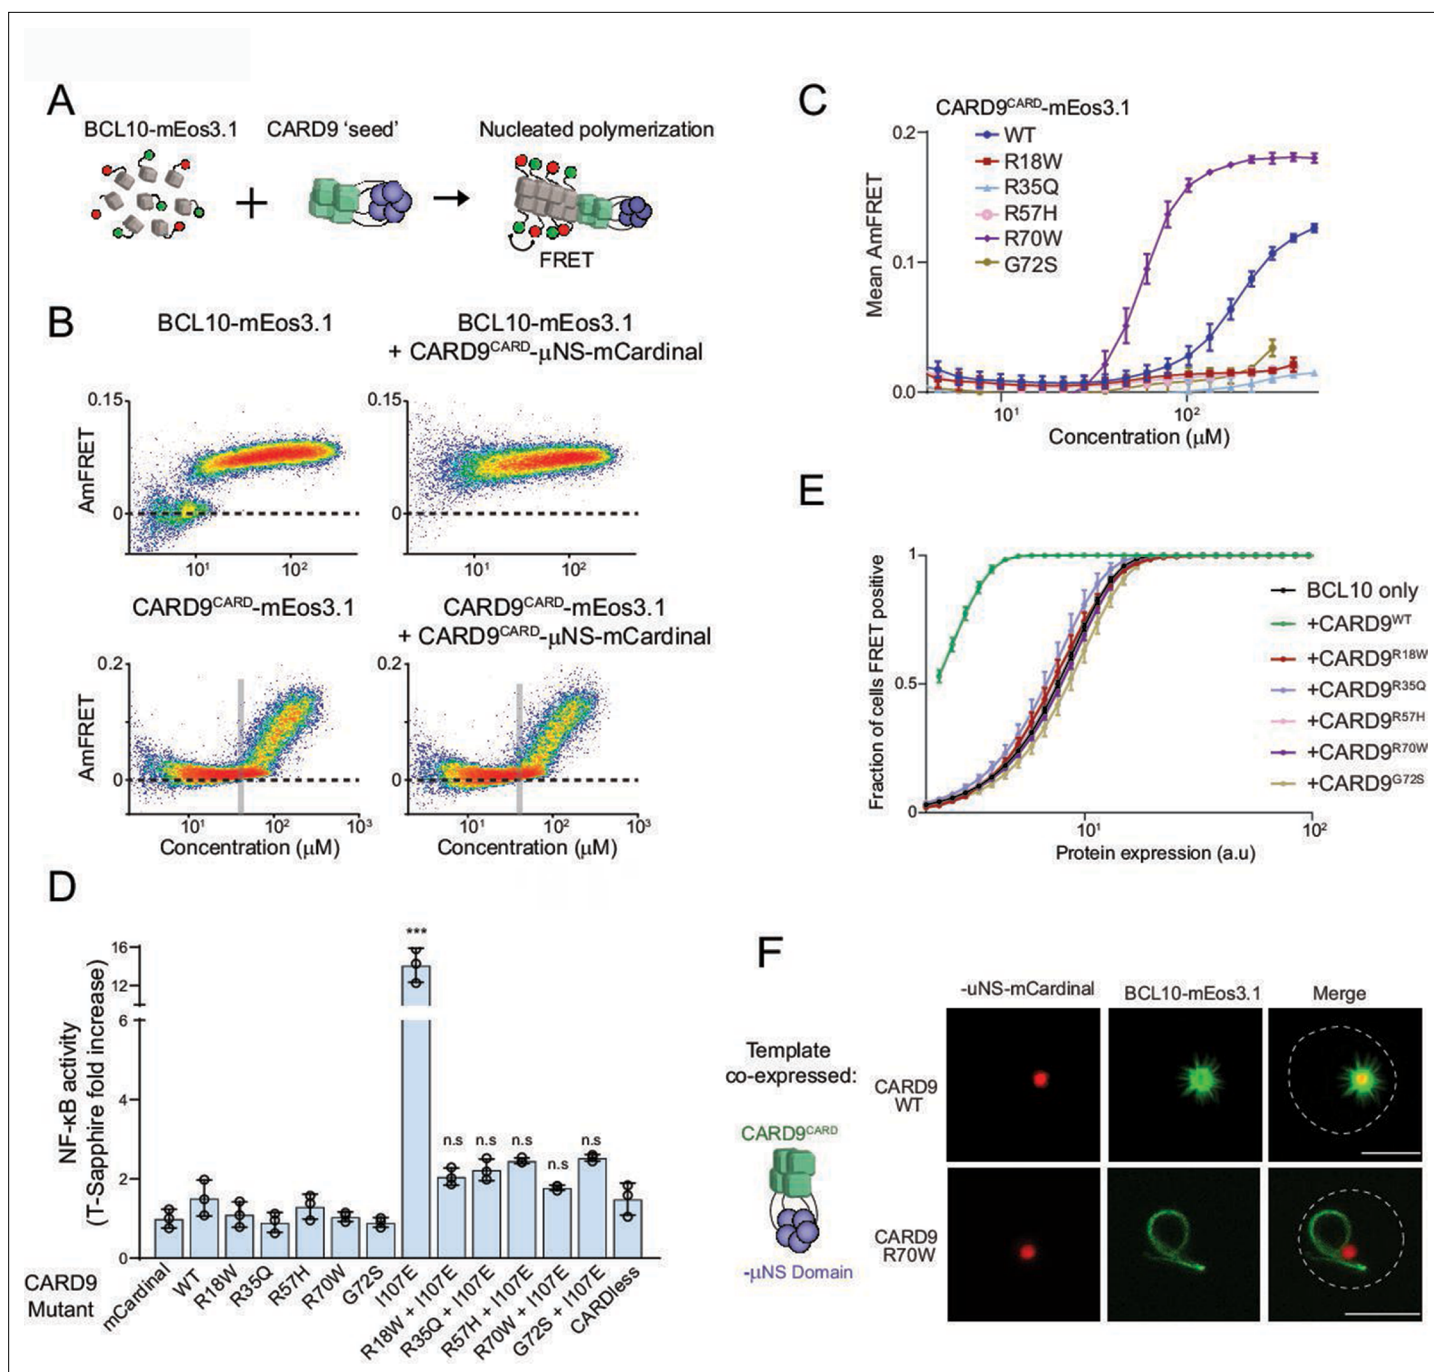 A
BCL10-mEos3.1
CARD9 ‘seed’
Nucleated polymerization
FRET
B
BCL10-mEos3.1
BCL10-mEos3.1
+ CARD9CARD-μNS-mCardinal
AmFRET
0.15
0
10¹
10²
0.15
0
10¹
10²
CARD9CARD-mEos3.1
CARD9CARD-mEos3.1
+ CARD9CARD-μNS-mCardinal
AmFRET
0.2
0
10¹
10²
10³
Concentration (μM)
0.2
0
10¹
10²
10³
Concentration (μM)
C
CARD9CARD-mEos3.1
WT
R18W
R35Q
R57H
R70W
G72S
Mean AmFRET
0.2
0.1
0.0
10¹
10²
Concentration (μM)
D
NF-κB activity
(T-Sapphire fold increase)
16
12
6
4
2
0
***
n.s
n.s
n.s
n.s
n.s
CARD9
Mutant
mCardinal
WT
R18W
R35Q
R57H
R70W
G72S
I107E
R18W + I107E
R35Q + I107E
R57H + I107E
R70W + I107E
G72S + I107E
CARDless
E
Fraction of cells FRET positive
1
0.5
0
10¹
10²
Protein expression (a.u)
BCL10 only
+CARD9WT
+CARD9R18W
+CARD9R35Q
+CARD9R57H
+CARD9R70W
+CARD9G72S
F
-uNS-mCardinal
BCL10-mEos3.1
Merge
Template
co-expressed:
CARD9CARD
-μNS Domain
CARD9
WT
CARD9
R70W